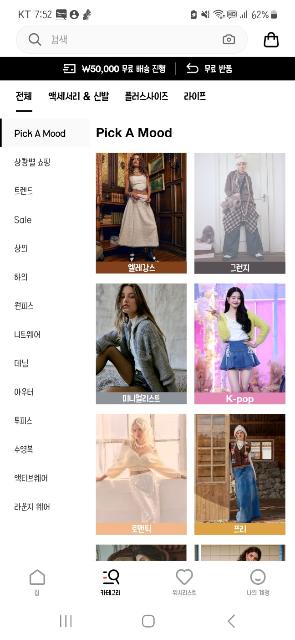 KT 7:52
62%
검색
₩50,000 무료 배송 진행
무료 반품
전체 액세서리 & 신발 플러스사이즈 라이프
Pick A Mood
상황별 쇼핑
트렌드
Sale
상의
하의
원피스
니트웨어
데님
아우터
투피스
수영복
액티브웨어
라운지 웨어
Pick A Mood
엘레강스
그런지
미니멀리스트
K-pop
로맨틱
프리
홈
카테고리
위시리스트
나의 계정